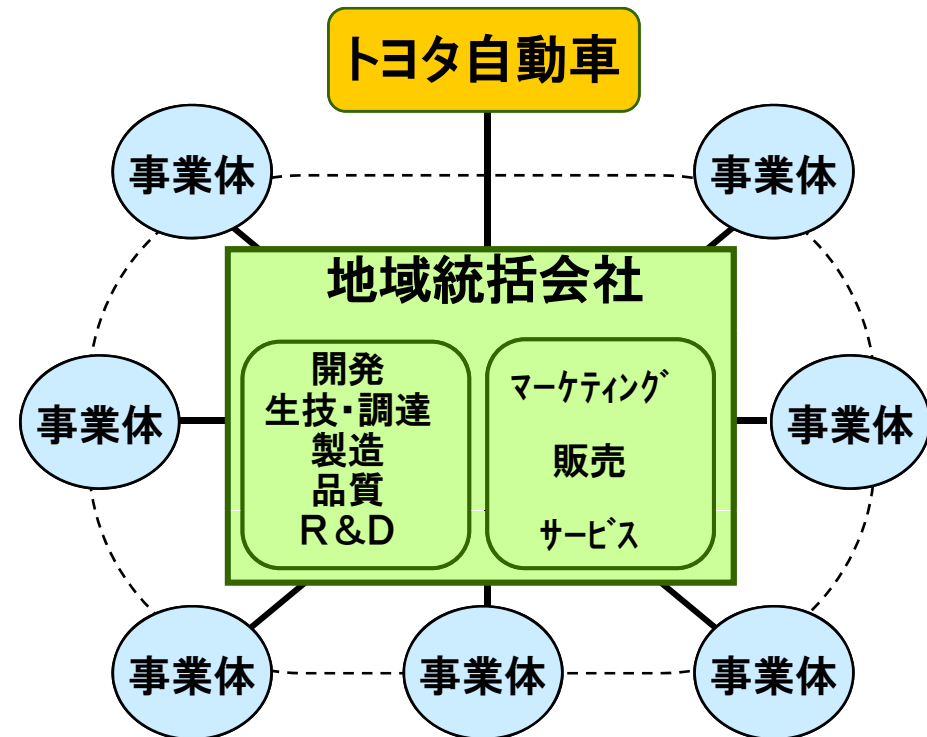 トヨタ自動車
事業体
事業体
地域統括会社
開発
生技・調達
製造
品質
R&D
ﾏｰｹﾃｨﾝｸﾞ
販売
ｻｰﾋﾞｽ
事業体
事業体
事業体
事業体
事業体